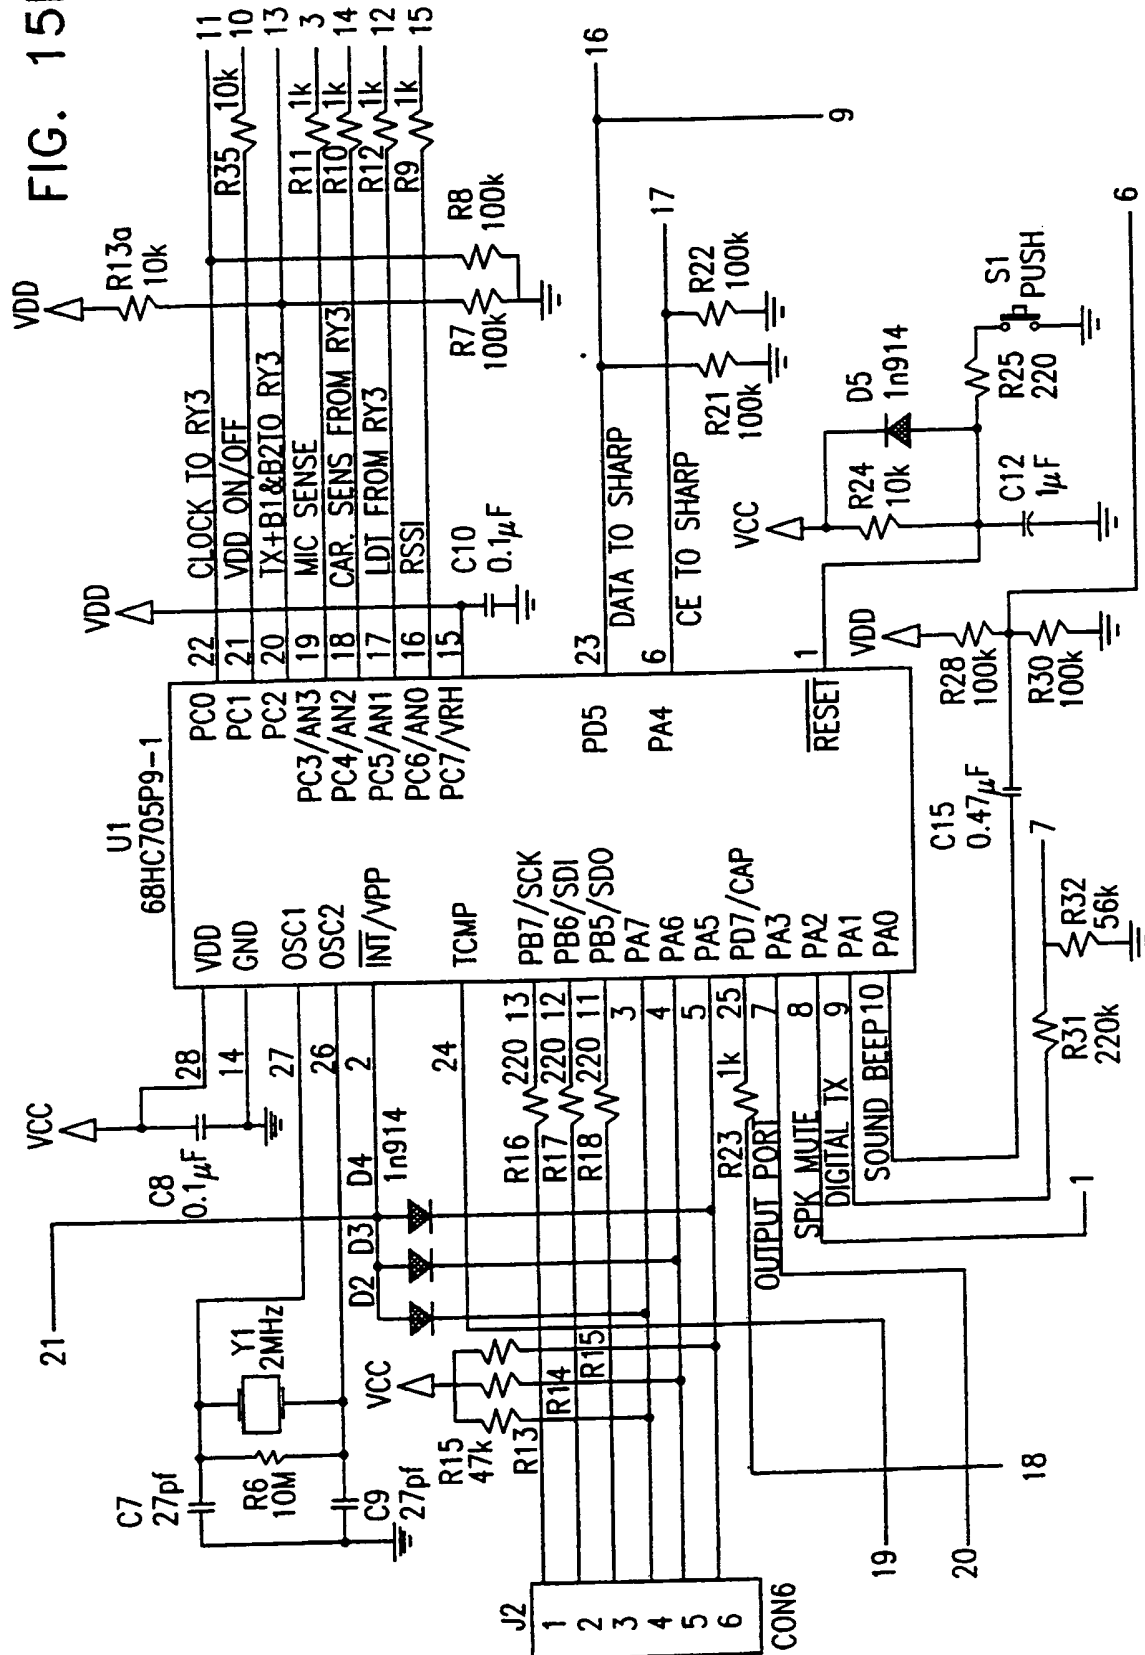 FIG. 15
21
VCC
C8
0.1µF
28
14
27
26
2
24
U1
68HC705P9-1
VDD
GND
OSC1
OSC2
INT/VPP
TCMP
PB7/SCK
PB6/SDI
PB5/SDO
PA7
PA6
PA5
PD7/CAP
PA3
PA2
PA1
PA0
PC0
PC1
PC2
PC3/AN3
PC4/AN2
PC5/AN1
PC6/AN0
PC7/VRH
PD5
PA4
RESET
22
21
20
19
18
17
16
15
23
6
1
CLOCK TO RY3
VDD ON/OFF
TX+B1&B2TO RY3
MIC SENSE
CAR. SENS FROM RY3
LDT FROM RY3
RSSI
VDD
C10
0.1µF
VDD
R13a
10k
R35
10k
R11
1k
R10
1k
R12
1k
R9
1k
11
10
13
3
14
12
15
R7
100k
R8
100k
DATA TO SHARP
CE TO SHARP
16
9
17
R21
100k
R22
100k
VCC
R24
10k
D5
1n914
R25
220
S1
PUSH
C12
1µF
VDD
R28
100k
R30
100k
6
C15
0.47µF
7
R31
220k
R32
56k
C7
27pf
R6
10M
Y1
2MHz
C9
27pf
D2
D3
D4
1n914
VCC
R15
47k
R13
R14
R15
R16
220
13
R17
220
12
R18
220
11
3
4
5
R23
1k
25
7
8
9
10
OUTPUT PORT
SPK MUTE
DIGITAL TX
SOUND BEEP
1
18
19
20
J2
1
2
3
4
5
6
CON6